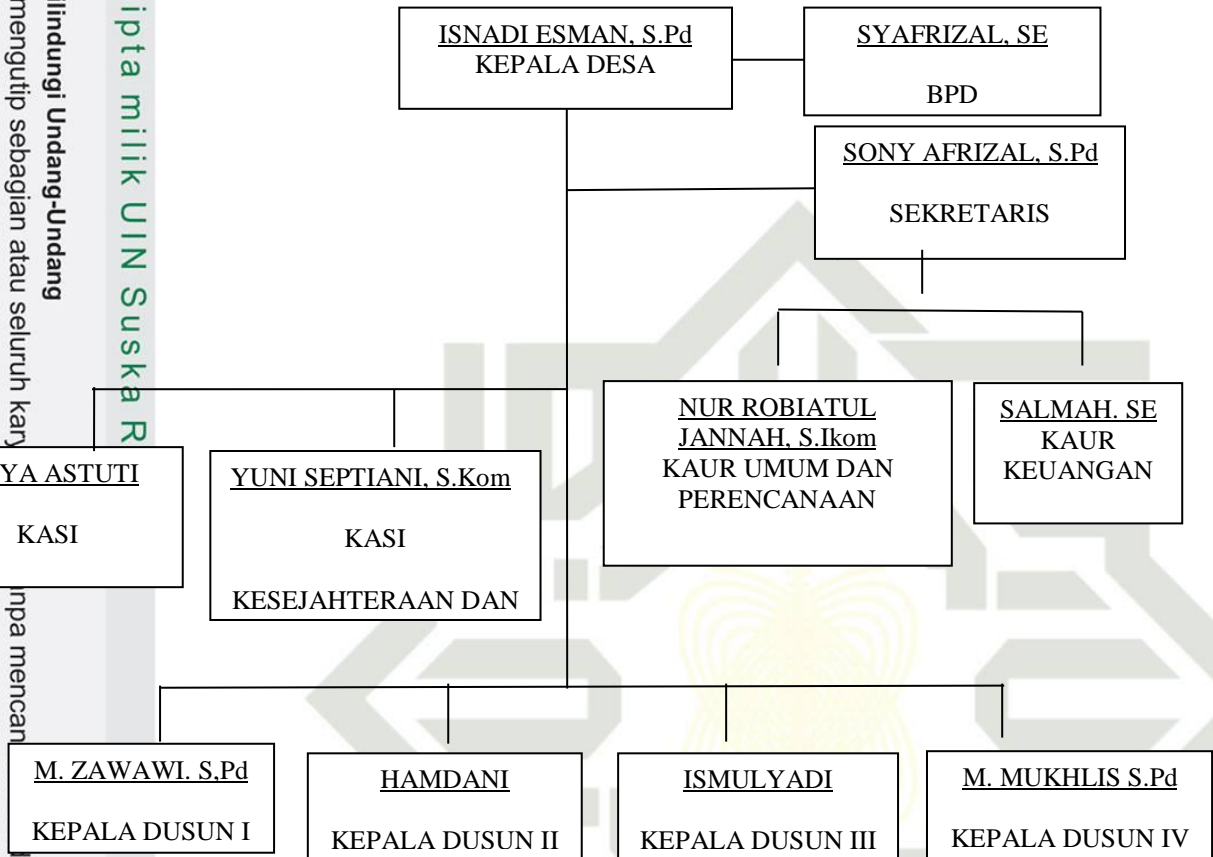 ipta milik UIN Suska R
ilindungi Undang-Undang
mengutip sebagian atau seluruh kary
npa mencan
ISNADI ESMAN, S.Pd
KEPALA DESA
SYAFRIZAL, SE
BPD
SONY AFRIZAL, S.Pd
SEKRETARIS
NUR ROBIATUL
JANNAH, S.Ikom
KAUR UMUM DAN
PERENCANAAN
SALMAH. SE
KAUR
KEUANGAN
YA ASTUTI
KASI
YUNI SEPTIANI, S.Kom
KASI
KESEJAHTERAAN DAN
M. ZAWAWI. S,Pd
KEPALA DUSUN I
HAMDANI
KEPALA DUSUN II
ISMULYADI
KEPALA DUSUN III
M. MUKHLIS S.Pd
KEPALA DUSUN IV